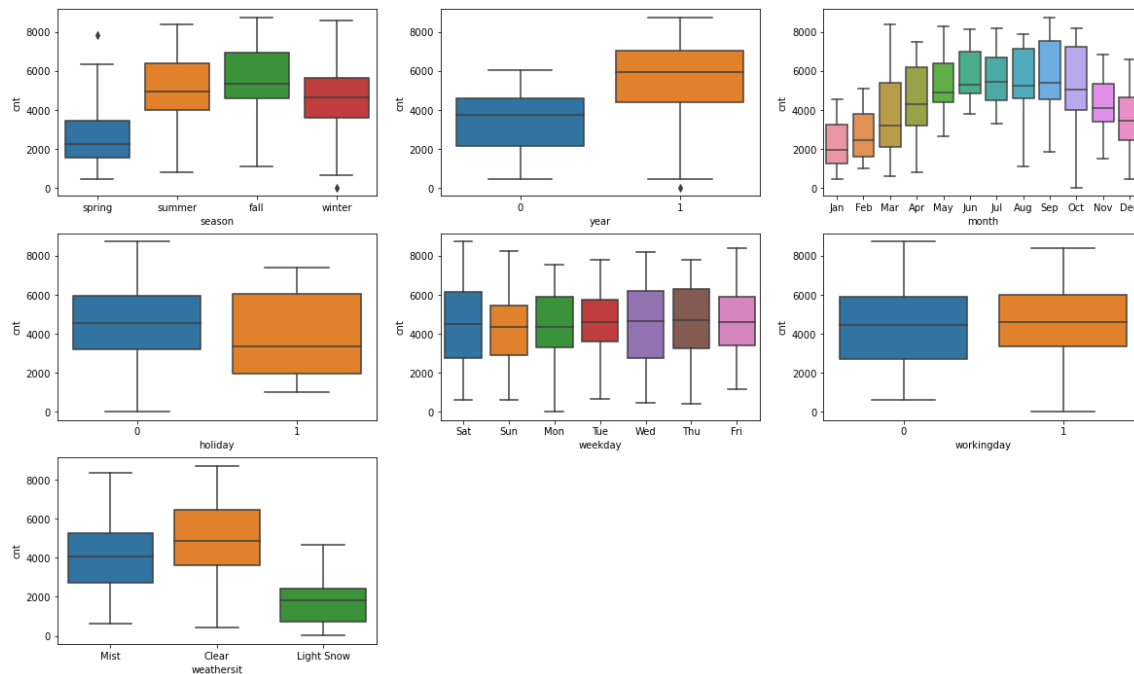 8000
6000
4000
2000
0
cnt
spring summer fall winter
season
8000
6000
4000
2000
0
cnt
0 1
year
8000
6000
4000
2000
0
cnt
Jan Feb Mar Apr May Jun Jul Aug Sep Oct Nov Dec
month
8000
6000
4000
2000
0
cnt
0 1
holiday
8000
6000
4000
2000
0
cnt
Sat Sun Mon Tue Wed Thu Fri
weekday
8000
6000
4000
2000
0
cnt
0 1
workingday
8000
6000
4000
2000
0
cnt
Mist Clear Light Snow
weathersit